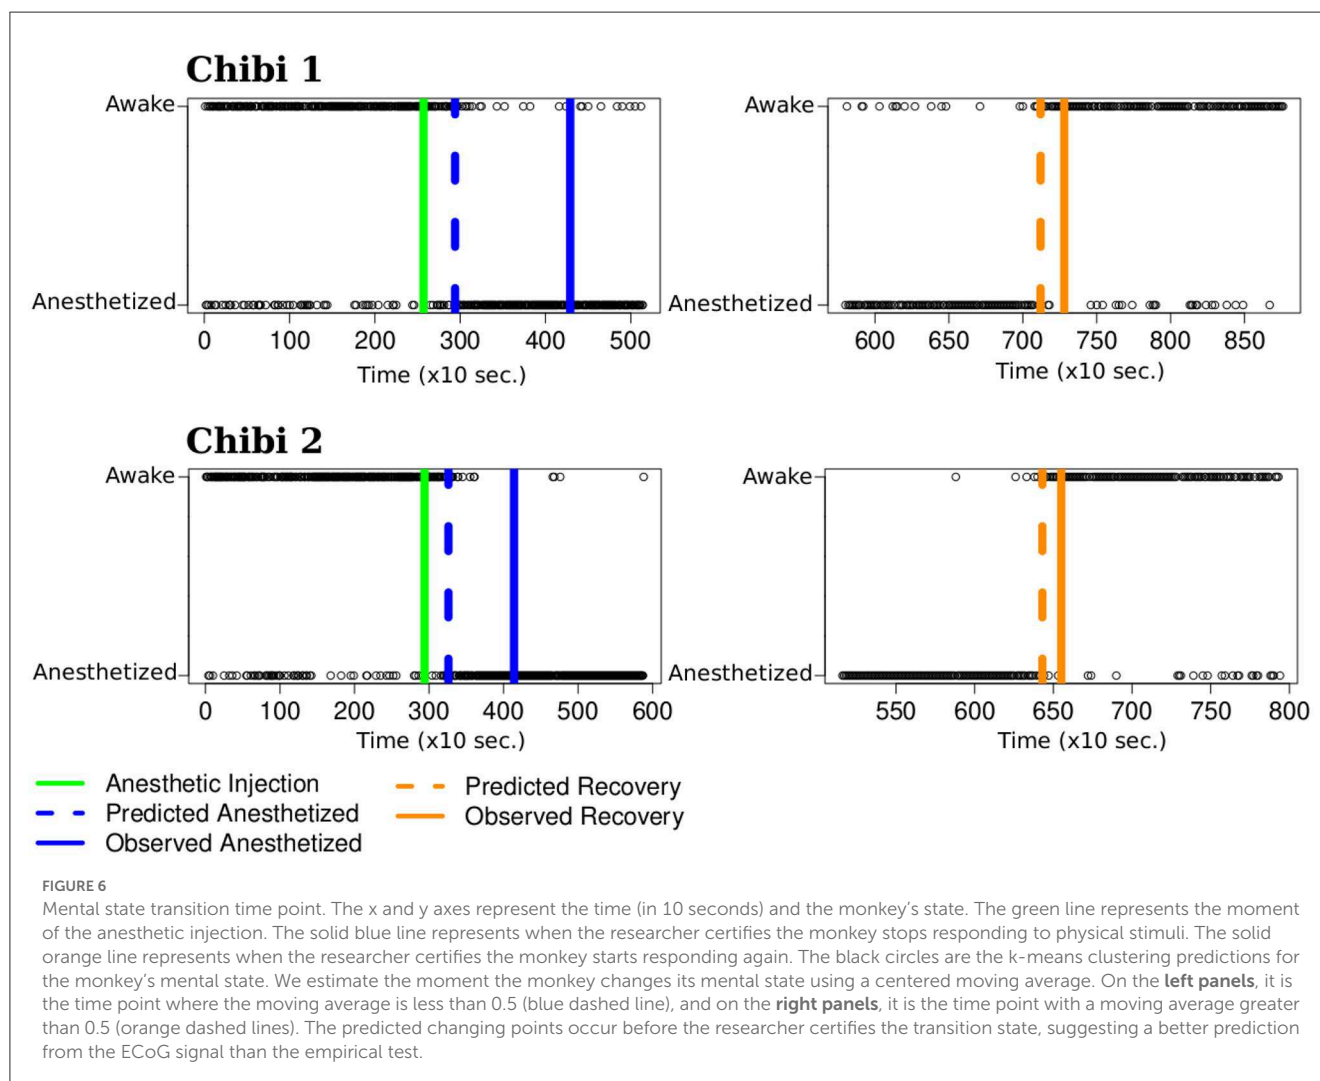 Chibi 1
Awake
Anesthetized
0 100 200 300 400 500
Time (x10 sec.)
Awake
Anesthetized
600 650 700 750 800 850
Time (x10 sec.)
Chibi 2
Awake
Anesthetized
0 100 200 300 400 500 600
Time (x10 sec.)
Awake
Anesthetized
550 600 650 700 750 800
Time (x10 sec.)
Anesthetic Injection
Predicted Anesthetized
Observed Anesthetized
Predicted Recovery
Observed Recovery
FIGURE 6
Mental state transition time point. The x and y axes represent the time (in 10 seconds) and the monkey's state. The green line represents the moment
of the anesthetic injection. The solid blue line represents when the researcher certifies the monkey stops responding to physical stimuli. The solid
orange line represents when the researcher certifies the monkey starts responding again. The black circles are the k-means clustering predictions for
the monkey's mental state. We estimate the moment the monkey changes its mental state using a centered moving average. On the left panels, it is
the time point where the moving average is less than 0.5 (blue dashed line), and on the right panels, it is the time point with a moving average greater
than 0.5 (orange dashed lines). The predicted changing points occur before the researcher certifies the transition state, suggesting a better prediction
from the ECoG signal than the empirical test.